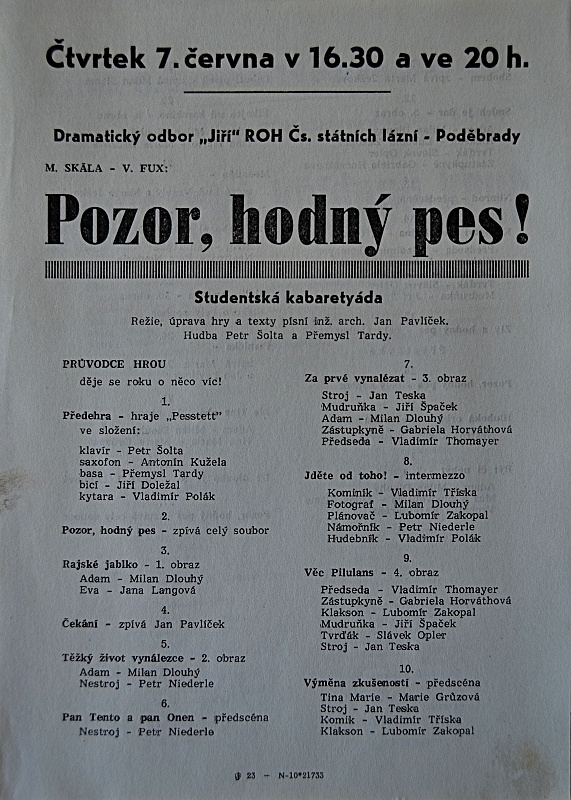 Čtvrtek 7. června v 16.30 a ve 20 h.
Dramatický odbor „Jiří“ ROH Čs. státních lázní - Poděbrady
M. SKÁLA - V. FUX:
Pozor, hodný pes!
Studentská kabaretyáda
Režie, úprava hry a texty písní inž. arch. Jan Pavlíček.
Hudba Petr Šolta a Přemysl Tardy.
PRŮVODCE HROU
děje se roku o něco víc!
1.
Předehra - hraje „Pesstett“
ve složení:
klavír - Petr Šolta
saxofon - Antonín Kužela
basa - Přemysl Tardy
bicí - Jiří Doležal
kytara - Vladimír Polák
2.
Pozor, hodný pes - zpívá celý soubor
3.
Rajské jablko - 1. obraz
Adam - Milan Dlouhý
Eva - Jana Langová
4.
Čekání - zpívá Jan Pavlíček
5.
Těžký život vynálezce - 2. obraz
Adam - Milan Dlouhý
Nestroj - Petr Niederle
6.
Pan Tento a pan Onen - předscéna
Nestroj - Petr Niederle
7.
Za prvé vynalézat - 3. obraz
Stroj - Jan Teska
Mudruňka - Jiří Špaček
Adam - Milan Dlouhý
Zástupkyně - Gabriela Horváthová
Předseda - Vladimír Thomayer
8.
Jděte od toho! - intermezzo
Kominík - Vladimír Tříska
Fotograf - Milan Dlouhý
Plánovač - Ľubomír Zakopal
Námořník - Petr Niederle
Hudebník - Vladimír Polák
9.
Věc Pilulans - 4. obraz
Předseda - Vladimír Thomayer
Zástupkyně - Gabriela Horváthová
Klakson - Ľubomír Zakopal
Mudruňka - Jiří Špaček
Tvrďák - Slávek Opler
Stroj - Jan Teska
10.
Výměna zkušeností - předscéna
Tina Marie - Marie Grůzová
Stroj - Jan Teska
Komik - Vladimír Tříska
Klakson - Ľubomír Zakopal
23 — N-10*21733